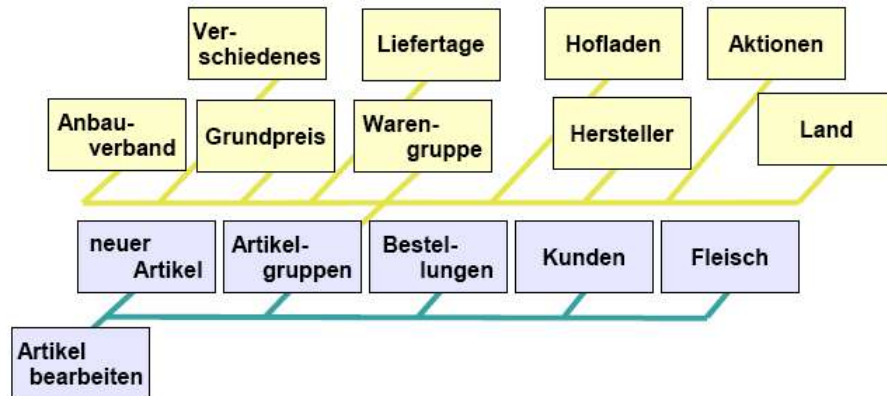 Ver-
schiedenes
Liefertage
Hofladen
Aktionen
Anbau-
verband
Grundpreis
Waren-
gruppe
Hersteller
Land
neuer
Artikel
Artikel-
gruppen
Bestel-
lungen
Kunden
Fleisch
Artikel
bearbeiten